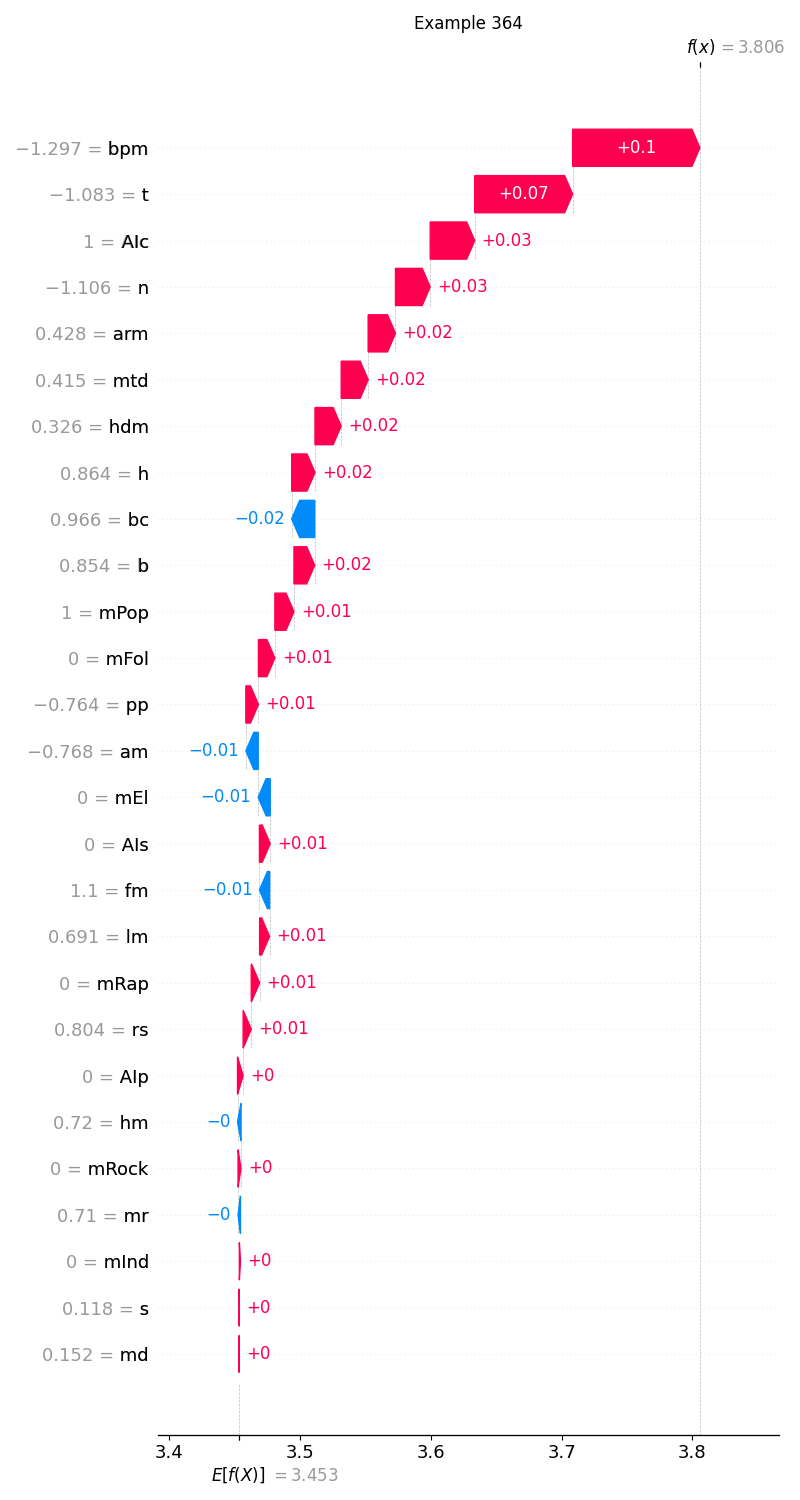 Example 364
f(x) = 3.806
−1.297 = bpm +0.1
−1.083 = t +0.07
1 = AIc +0.03
−1.106 = n +0.03
0.428 = arm +0.02
0.415 = mtd +0.02
0.326 = hdm +0.02
0.864 = h +0.02
0.966 = bc −0.02
0.854 = b +0.02
1 = mPop +0.01
0 = mFol +0.01
−0.764 = pp +0.01
−0.768 = am −0.01
0 = mEl −0.01
0 = AIs +0.01
1.1 = fm −0.01
0.691 = lm +0.01
0 = mRap +0.01
0.804 = rs +0.01
0 = AIp +0
0.72 = hm −0
0 = mRock +0
0.71 = mr −0
0 = mInd +0
0.118 = s +0
0.152 = md +0
3.4 3.5 3.6 3.7 3.8
E[f(X)] = 3.453